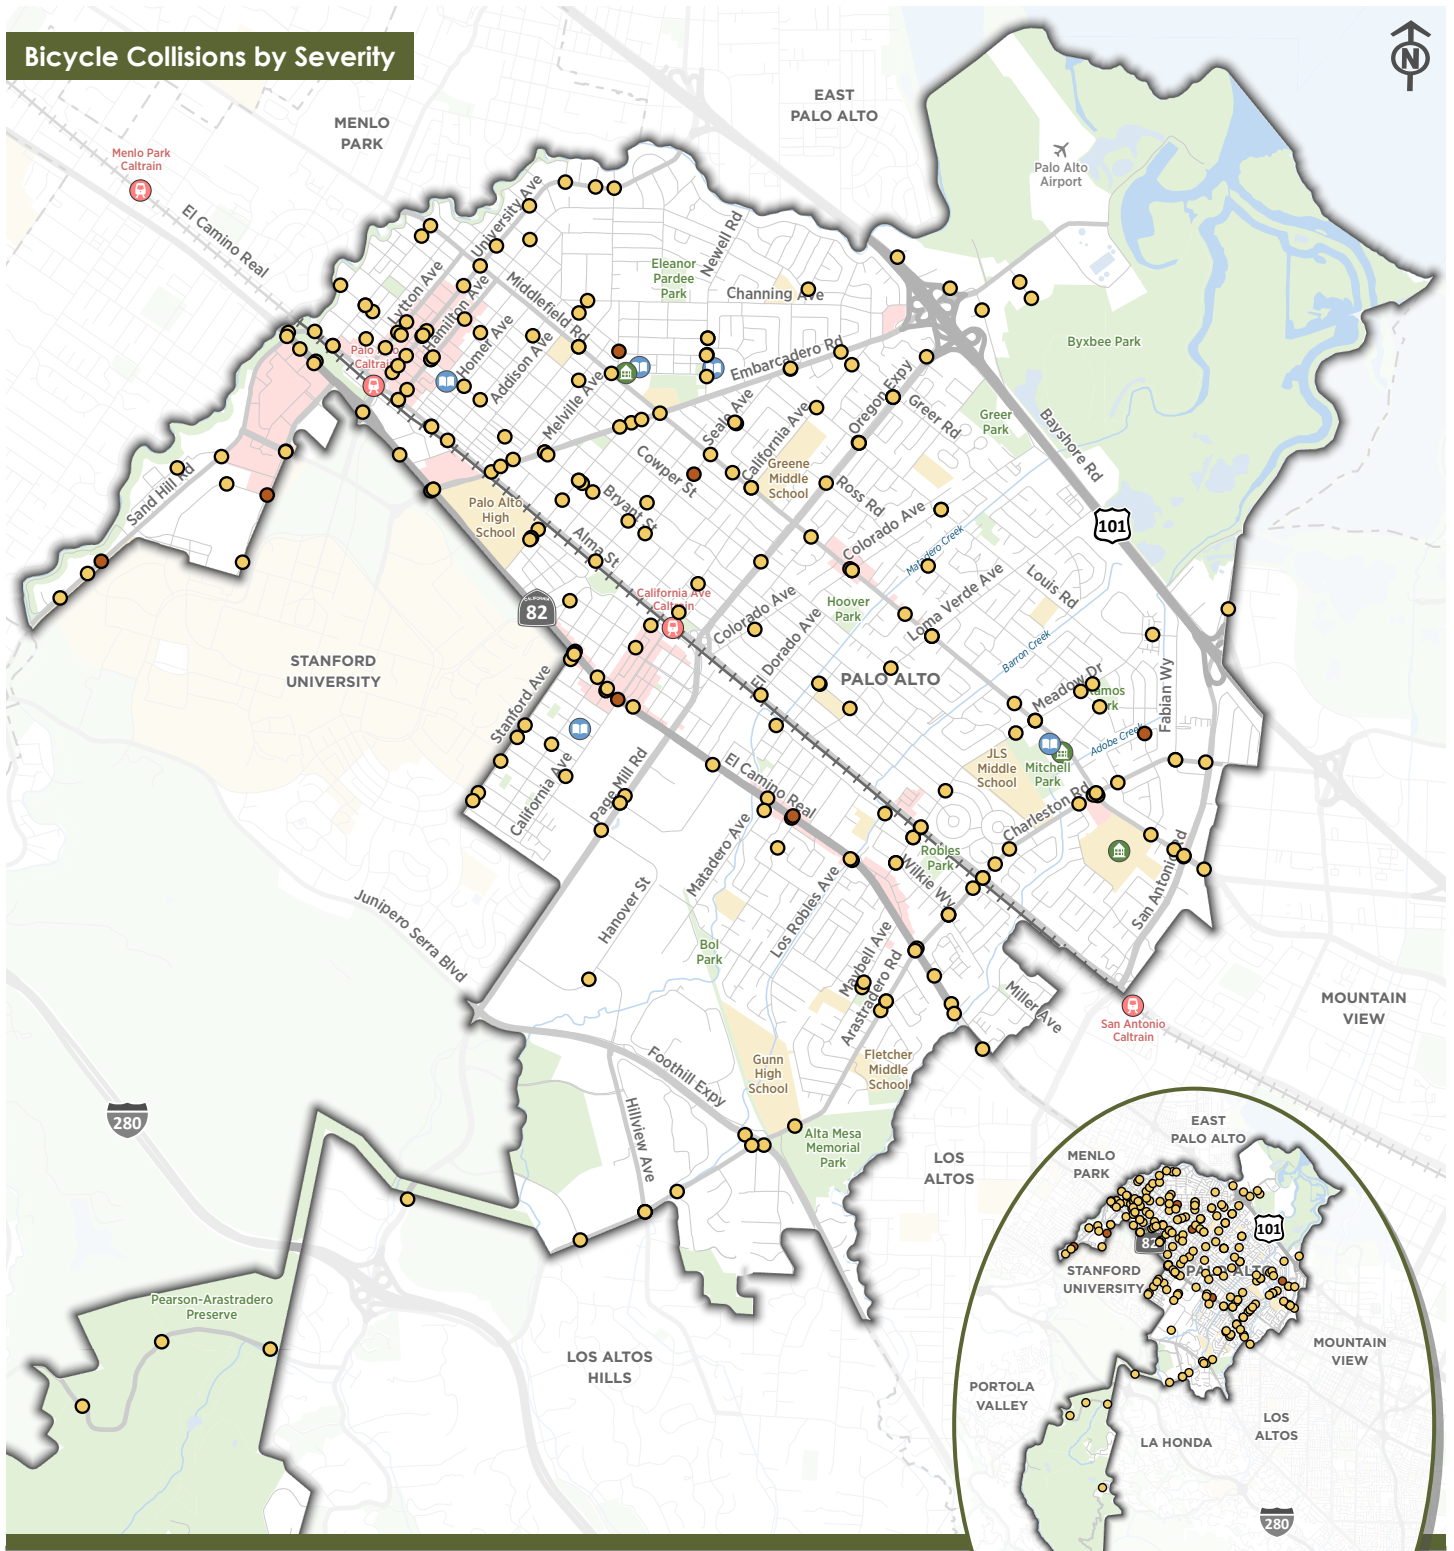 Bicycle Collisions by Severity
N
EAST
PALO ALTO
MENLO
PARK
Menlo Park
Caltrain
Palo Alto
Airport
El Camino Real
University Ave
Newell Rd
Eleanor
Pardee
Park
Lytton Ave
Hamilton Ave
Middlefield Rd
Channing Ave
Homer Ave
Addison Ave
Embarcadero Rd
Byxbee Park
Palo
Caltrain
Melville Ave
Oregon Expy
Greer Rd
Greer
Park
Bayshore Rd
Seale Ave
California Ave
Cowper St
Greene
Middle
School
Sand Hill Rd
Palo Alto
High
School
Bryant St
Ross Rd
Colorado Ave
101
Alma St
Matadero Creek
Louis Rd
Loma Verde Ave
CALIFORNIA
82
California Ave
Caltrain
Hoover
Park
Colorado Ave
El Dorado Ave
Barron Creek
STANFORD
UNIVERSITY
PALO ALTO
Meadow Dr
Fabian Wy
Stanford Ave
Adobe Creek
JLS
Middle
School
Mitchell
Park
California Ave
Page Mill Rd
El Camino Real
Charleston Rd
Matadero Ave
Robles
Park
Wilkie Wy
San Antonio Rd
Junipero Serra Blvd
Hanover St
Los Robles Ave
Bol
Park
Maybell Ave
Arastradero Rd
Miller Ave
MOUNTAIN
VIEW
San Antonio
Caltrain
Foothill Expy
Gunn
High
School
Fletcher
Middle
School
280
Hillview Ave
Alta Mesa
Memorial
Park
LOS
ALTOS
Pearson-Arastradero
Preserve
LOS ALTOS
HILLS
EAST
PALO ALTO
MENLO
PARK
101
82
STANFORD
UNIVERSITY
MOUNTAIN
VIEW
PORTOLA
VALLEY
LOS
ALTOS
LA HONDA
280